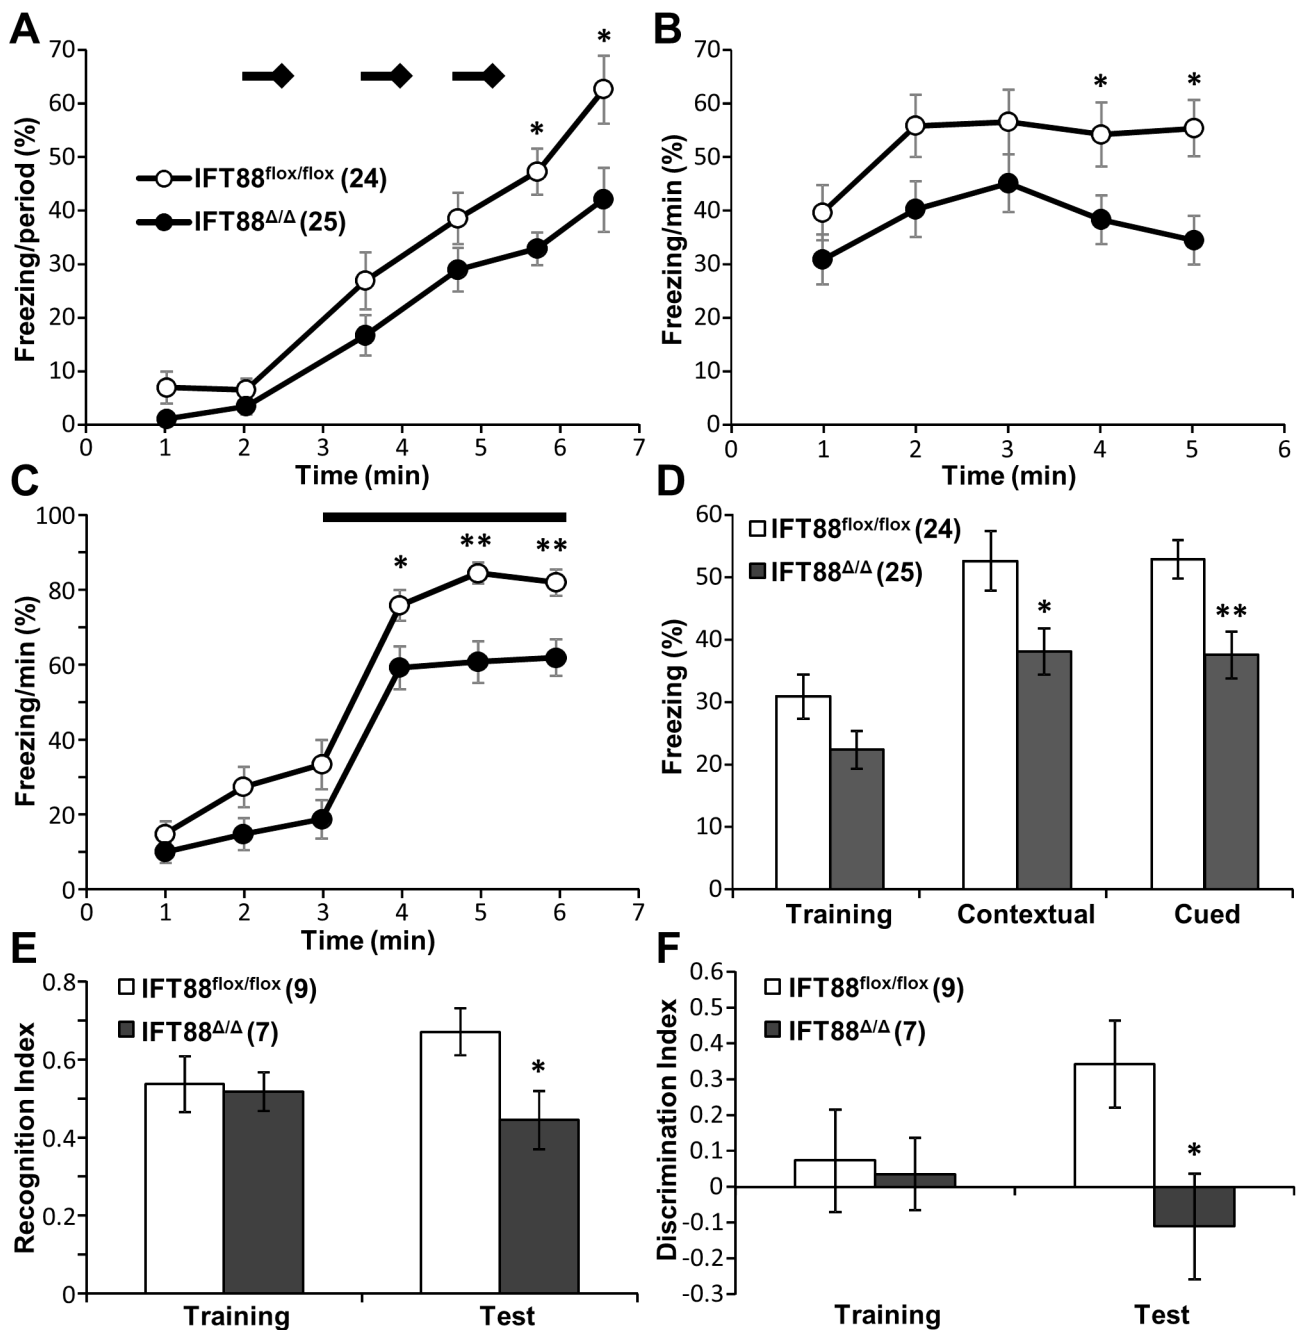 A
Freezing/period (%)
70
60
50
40
30
20
10
0
* *
IFT88flox/flox (24)
IFT88Δ/Δ (25)
0 1 2 3 4 5 6 7
Time (min)
B
Freezing/min (%)
70
60
50
40
30
20
10
0
* *
0 1 2 3 4 5 6
Time (min)
C
Freezing/min (%)
100
80
60
40
20
0
* ** **
0 1 2 3 4 5 6 7
Time (min)
D
Freezing (%)
60
50
40
30
20
10
0
IFT88flox/flox (24)
IFT88Δ/Δ (25)
* **
Training Contextual Cued
E
Recognition Index
0.8
0.6
0.4
0.2
0
IFT88flox/flox (9)
IFT88Δ/Δ (7)
*
Training Test
F
Discrimination Index
0.6
0.5
0.4
0.3
0.2
0.1
0
-0.1
-0.2
-0.3
IFT88flox/flox (9)
IFT88Δ/Δ (7)
*
Training Test